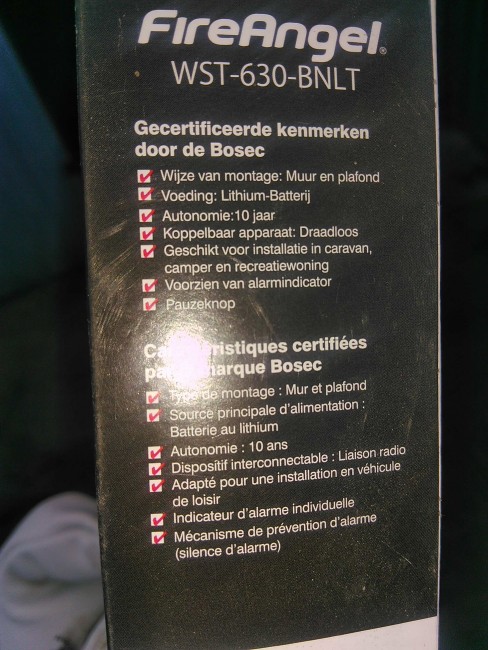 FireAngel®
WST-630-BNLT
Gecertificeerde kenmerken
door de Bosec
Wijze van montage: Muur en plafond
Voeding: Lithium-Batterij
Autonomie:10 jaar
Koppelbaar apparaat: Draadloos
Geschikt voor installatie in caravan,
camper en recreatiewoning
Voorzien van alarmindicator
Pauzeknop
Caractéristiques certifiées
marque Bosec
Type de montage : Mur et plafond
Source principale d'alimentation :
Batterie au lithium
Autonomie : 10 ans
Dispositif interconnectable : Liaison radio
Adapté pour une installation en véhicule
de loisir
Indicateur d'alarme individuelle
Mécanisme de prévention d'alarme
(silence d'alarme)